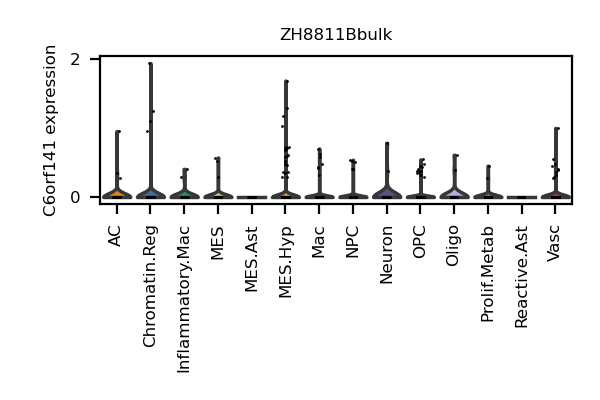 ZH8811Bbulk
C6orf141 expression
2
0
AC
Chromatin.Reg
Inflammatory.Mac
MES
MES.Ast
MES.Hyp
Mac
NPC
Neuron
OPC
Oligo
Prolif.Metab
Reactive.Ast
Vasc